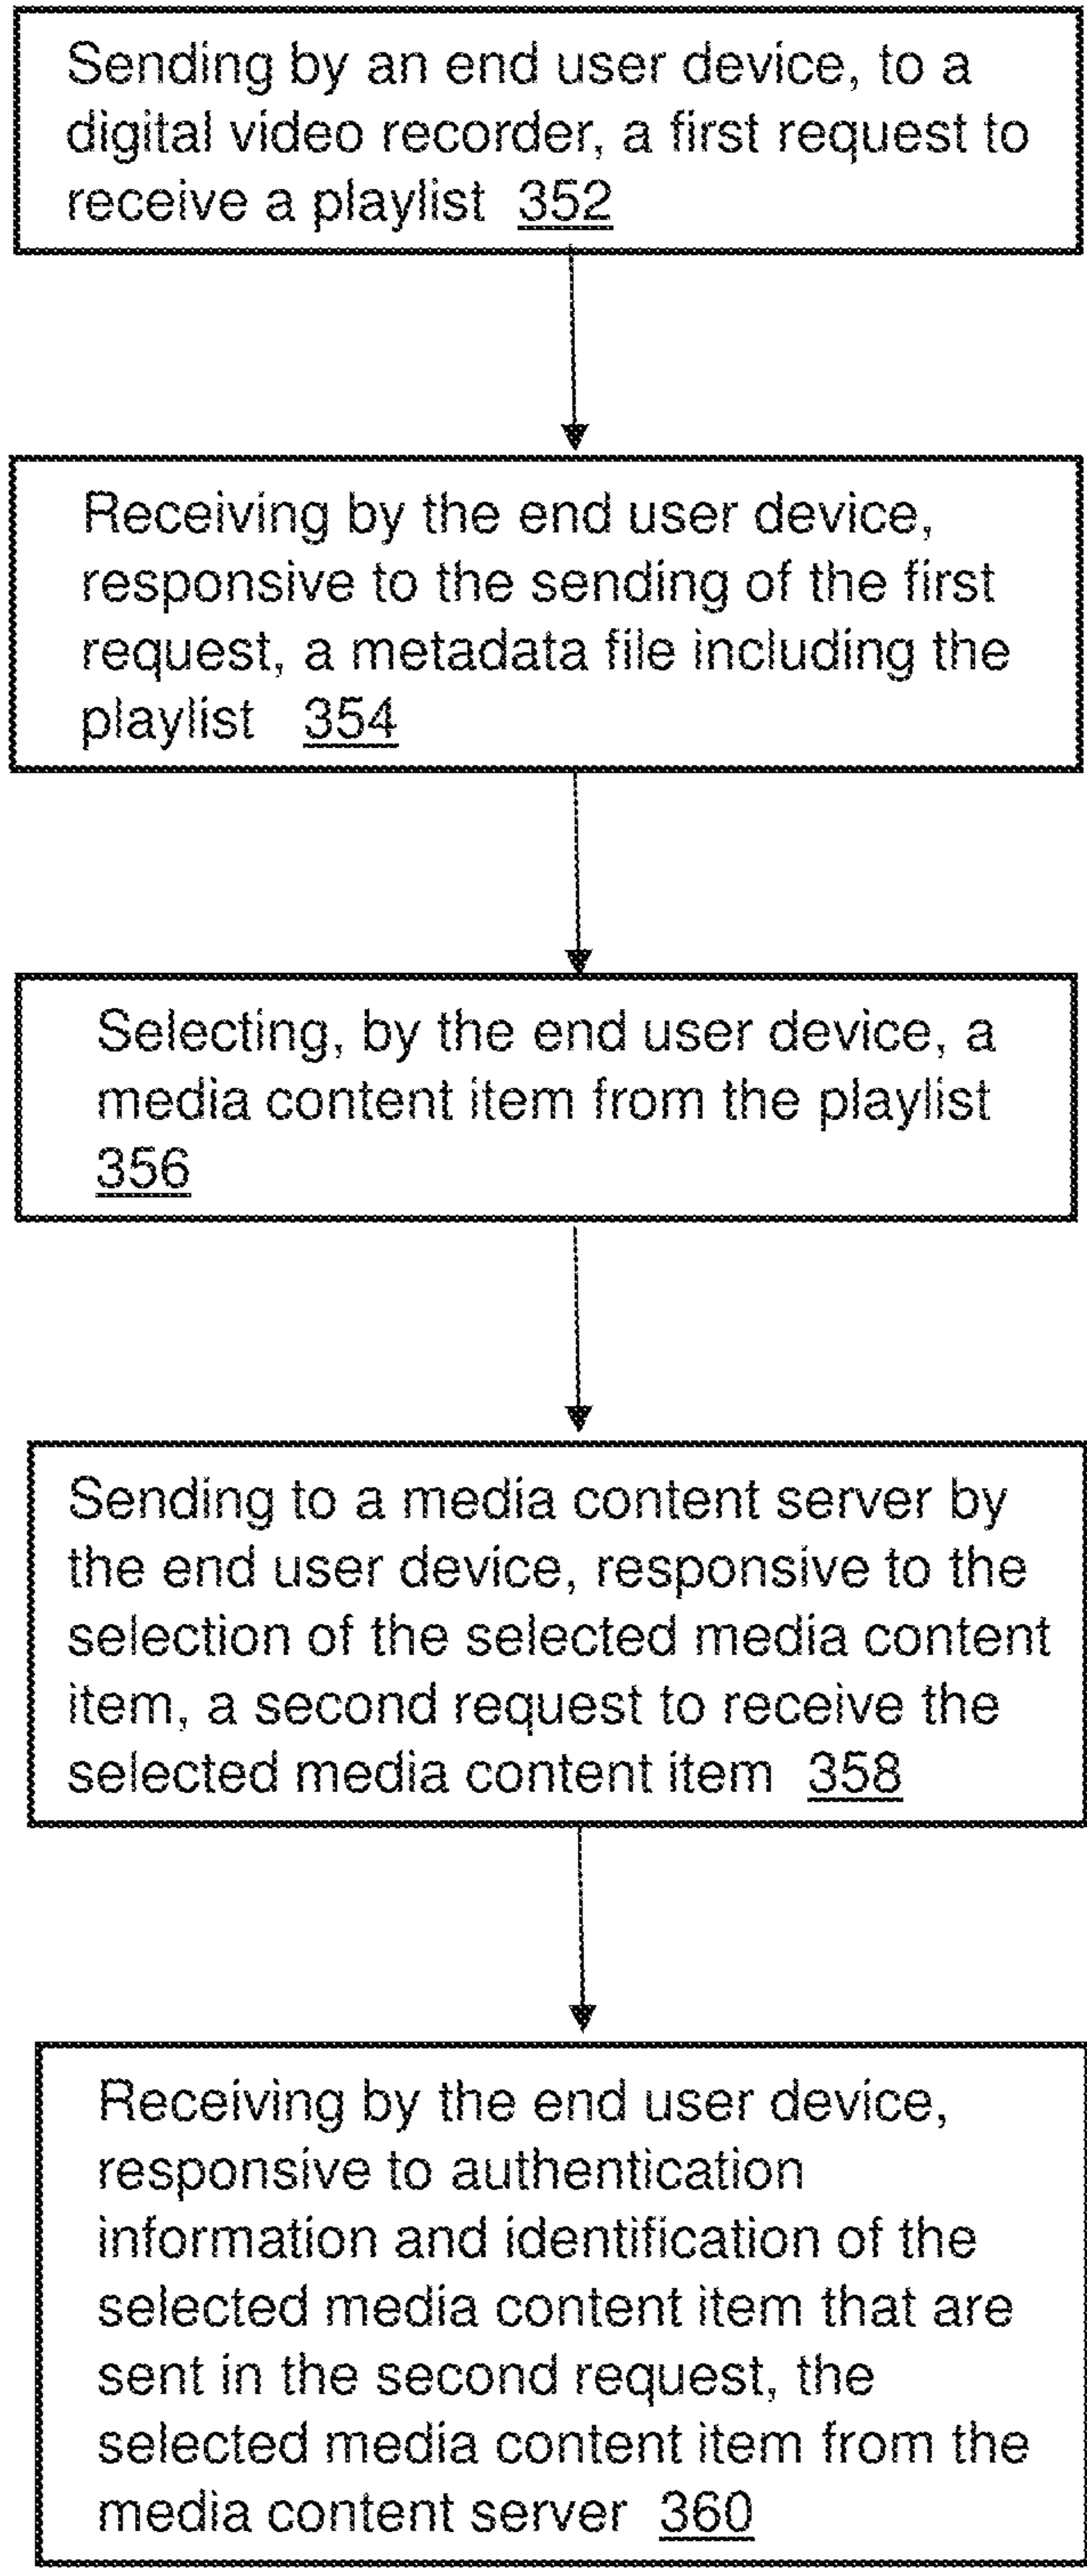 Sending by an end user device, to a
digital video recorder, a first request to
receive a playlist 352
Receiving by the end user device,
responsive to the sending of the first
request, a metadata file including the
playlist 354
Selecting, by the end user device, a
media content item from the playlist
356
Sending to a media content server by
the end user device, responsive to the
selection of the selected media content
item, a second request to receive the
selected media content item 358
Receiving by the end user device,
responsive to authentication
information and identification of the
selected media content item that are
sent in the second request, the
selected media content item from the
media content server 360